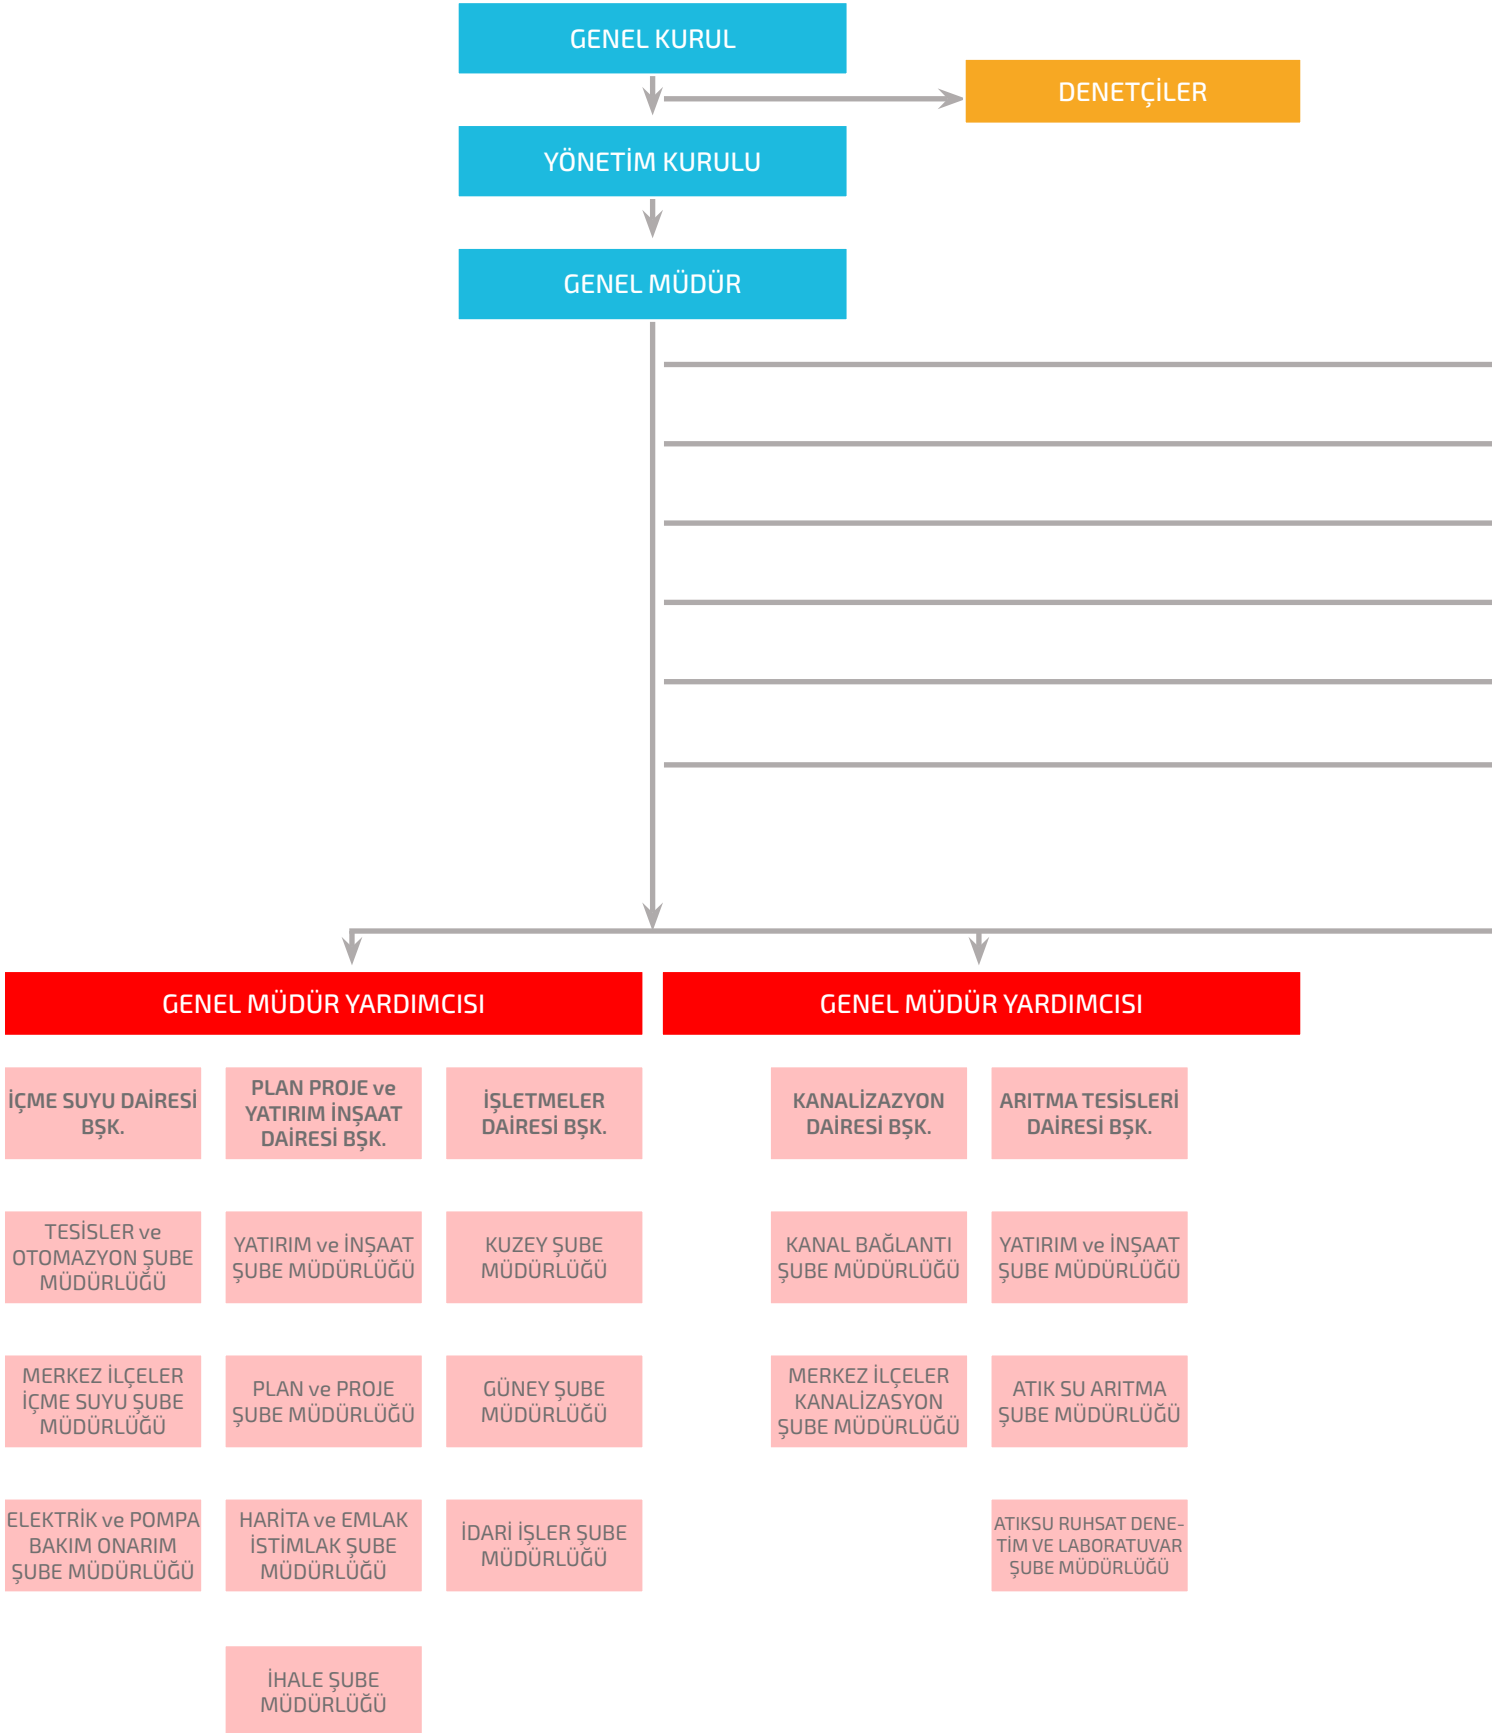 GENEL KURUL
DENETÇİLER
YÖNETİM KURULU
GENEL MÜDÜR
GENEL MÜDÜR YARDIMCISI
GENEL MÜDÜR YARDIMCISI
İÇME SUYU DAİRESİ
BŞK.
PLAN PROJE ve
YATIRIM İNŞAAT
DAİRESİ BŞK.
İŞLETMELER
DAİRESİ BŞK.
KANALİZAZYON
DAİRESİ BŞK.
ARITMA TESİSLERİ
DAİRESİ BŞK.
TESİSLER ve
OTOMAZYON ŞUBE
MÜDÜRLÜĞÜ
YATIRIM ve İNŞAAT
ŞUBE MÜDÜRLÜĞÜ
KUZEY ŞUBE
MÜDÜRLÜĞÜ
KANAL BAĞLANTI
ŞUBE MÜDÜRLÜĞÜ
YATIRIM ve İNŞAAT
ŞUBE MÜDÜRLÜĞÜ
MERKEZ İLÇELER
İÇME SUYU ŞUBE
MÜDÜRLÜĞÜ
PLAN ve PROJE
ŞUBE MÜDÜRLÜĞÜ
GÜNEY ŞUBE
MÜDÜRLÜĞÜ
MERKEZ İLÇELER
KANALİZASYON
ŞUBE MÜDÜRLÜĞÜ
ATIK SU ARITMA
ŞUBE MÜDÜRLÜĞÜ
ELEKTRİK ve POMPA
BAKIM ONARIM
ŞUBE MÜDÜRLÜĞÜ
HARİTA ve EMLAK
İSTİMLAK ŞUBE
MÜDÜRLÜĞÜ
İDARİ İŞLER ŞUBE
MÜDÜRLÜĞÜ
ATIKSU RUHSAT DENE-
TİM VE LABORATUVAR
ŞUBE MÜDÜRLÜĞÜ
İHALE ŞUBE
MÜDÜRLÜĞÜ